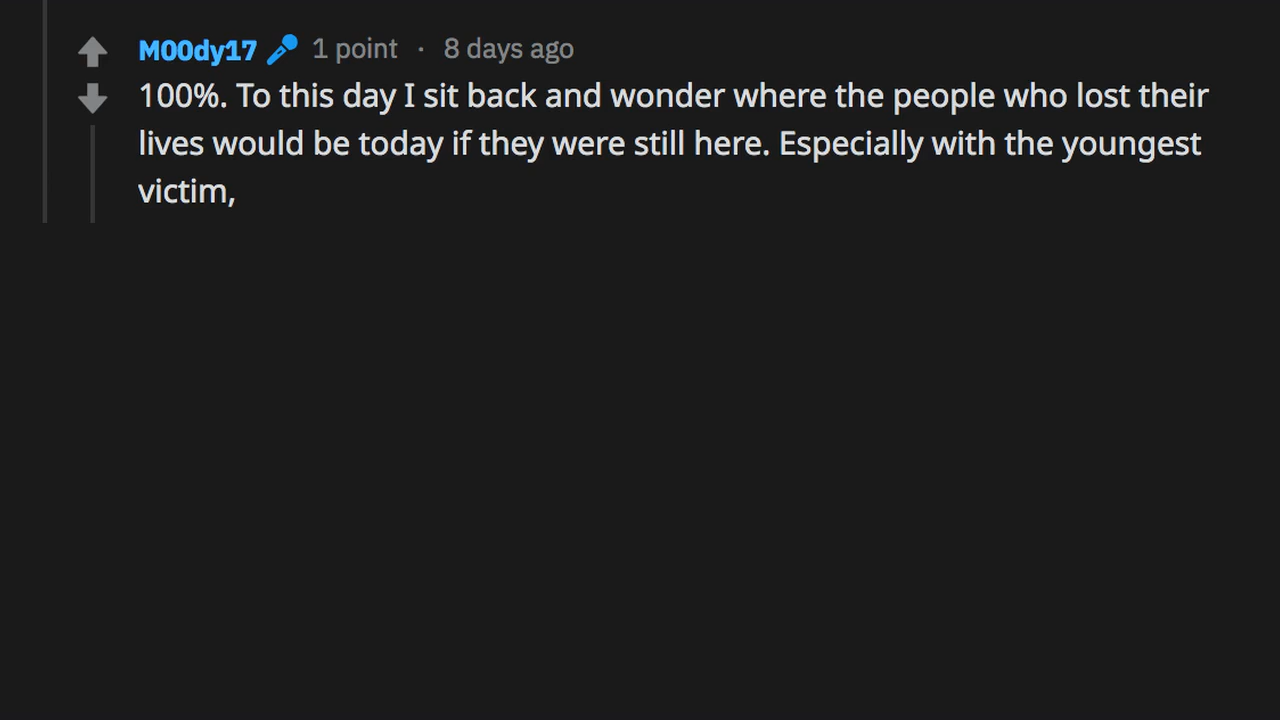 M00dy17 1 point · 8 days ago
100%. To this day I sit back and wonder where the people who lost their
lives would be today if they were still here. Especially with the youngest
victim,